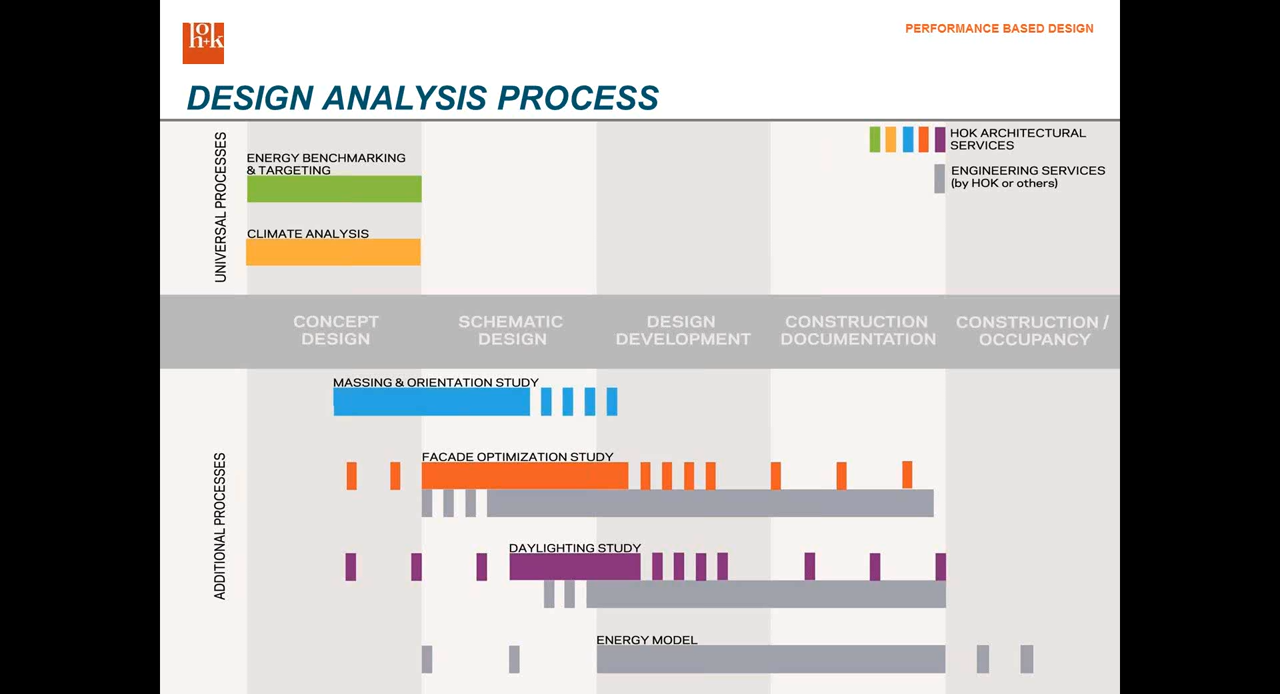 ho
h+k
PERFORMANCE BASED DESIGN
DESIGN ANALYSIS PROCESS
UNIVERSAL PROCESSES
ENERGY BENCHMARKING
& TARGETING
CLIMATE ANALYSIS
HOK ARCHITECTURAL
SERVICES
ENGINEERING SERVICES
(by HOK or others)
CONCEPT
DESIGN
SCHEMATIC
DESIGN
DESIGN
DEVELOPMENT
CONSTRUCTION
DOCUMENTATION
CONSTRUCTION /
OCCUPANCY
ADDITIONAL PROCESSES
MASSING & ORIENTATION STUDY
FACADE OPTIMIZATION STUDY
DAYLIGHTING STUDY
ENERGY MODEL